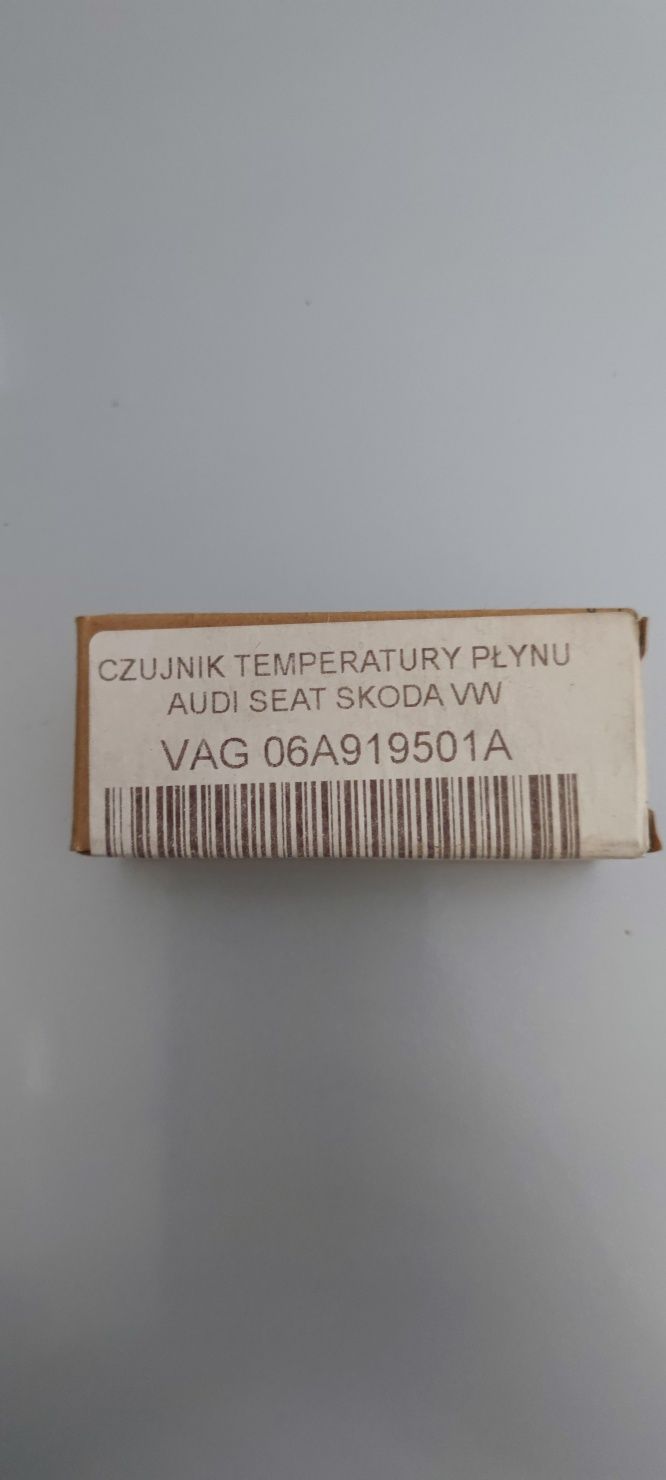 CZUJNIK TEMPERATURY PŁYNU
AUDI SEAT SKODA VW
VAG 06A919501A